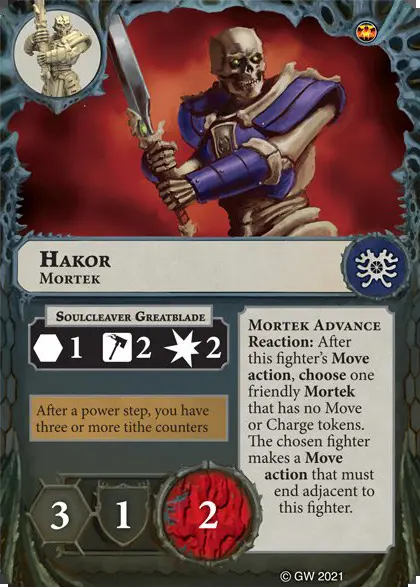 HAKOR
MORTEK
SOULCLEAVER GREATBLADE
1 2 2
After a power step, you have
three or more tithe counters
3 1 2
MORTEK ADVANCE
Reaction: After
this fighter's Move
action, choose one
friendly Mortek
that has no Move
or Charge tokens.
The chosen fighter
makes a Move
action that must
end adjacent to
this fighter.
© GW 2021